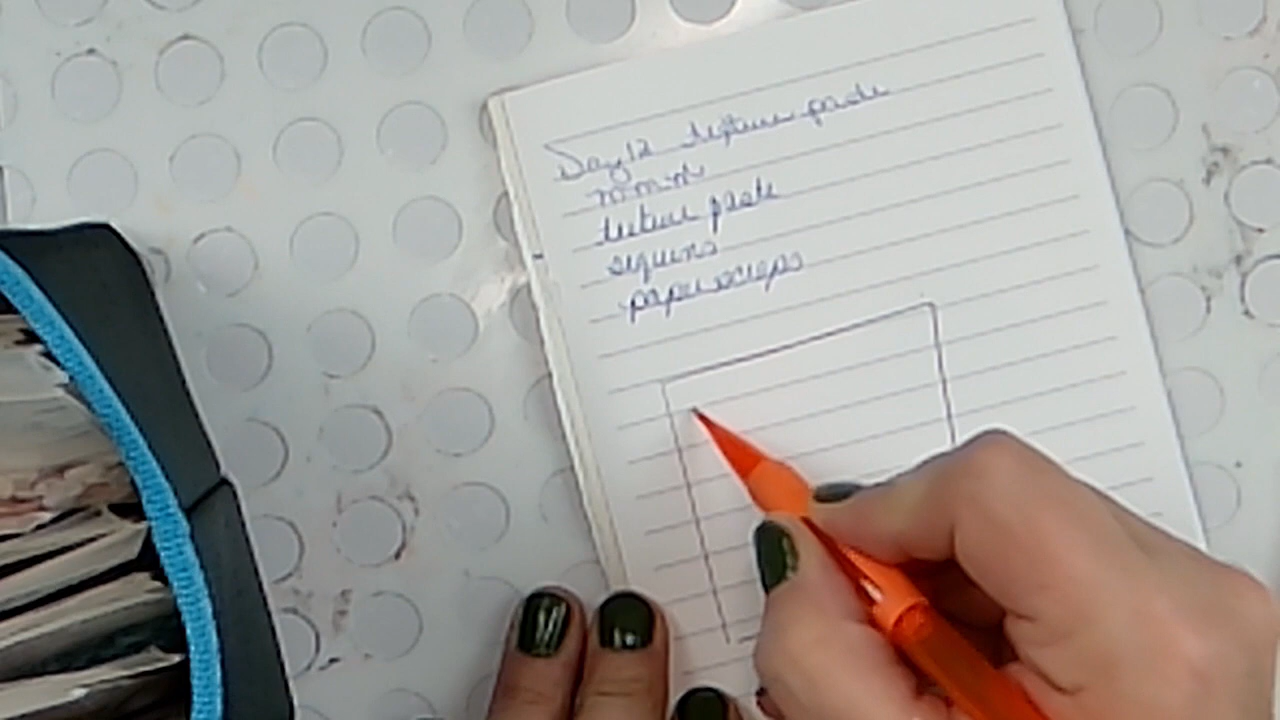 Day 12 texture paste
texture paste
sequins
paper scraps